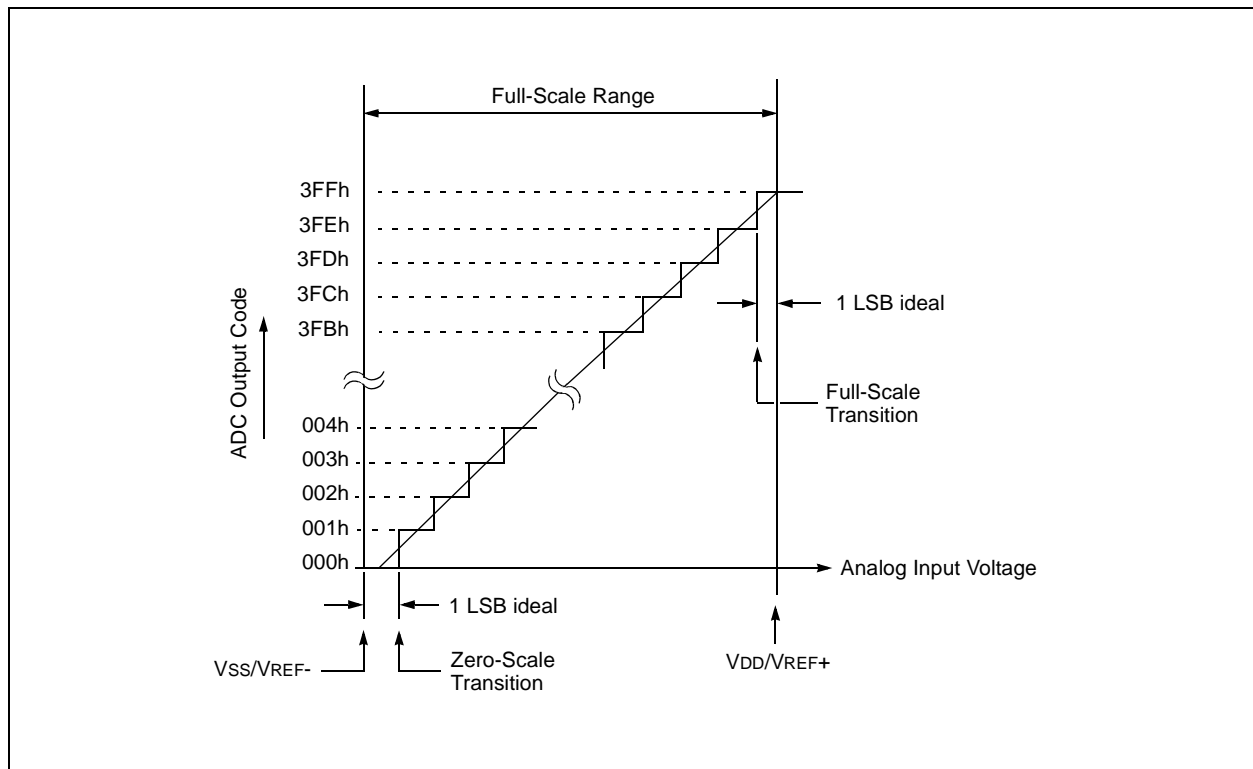 Full-Scale Range
3FFh
3FEh
3FDh
3FCh
3FBh
1 LSB ideal
ADC Output Code
Full-Scale
Transition
004h
003h
002h
001h
000h
Analog Input Voltage
1 LSB ideal
VSS/VREF-
Zero-Scale
Transition
VDD/VREF+